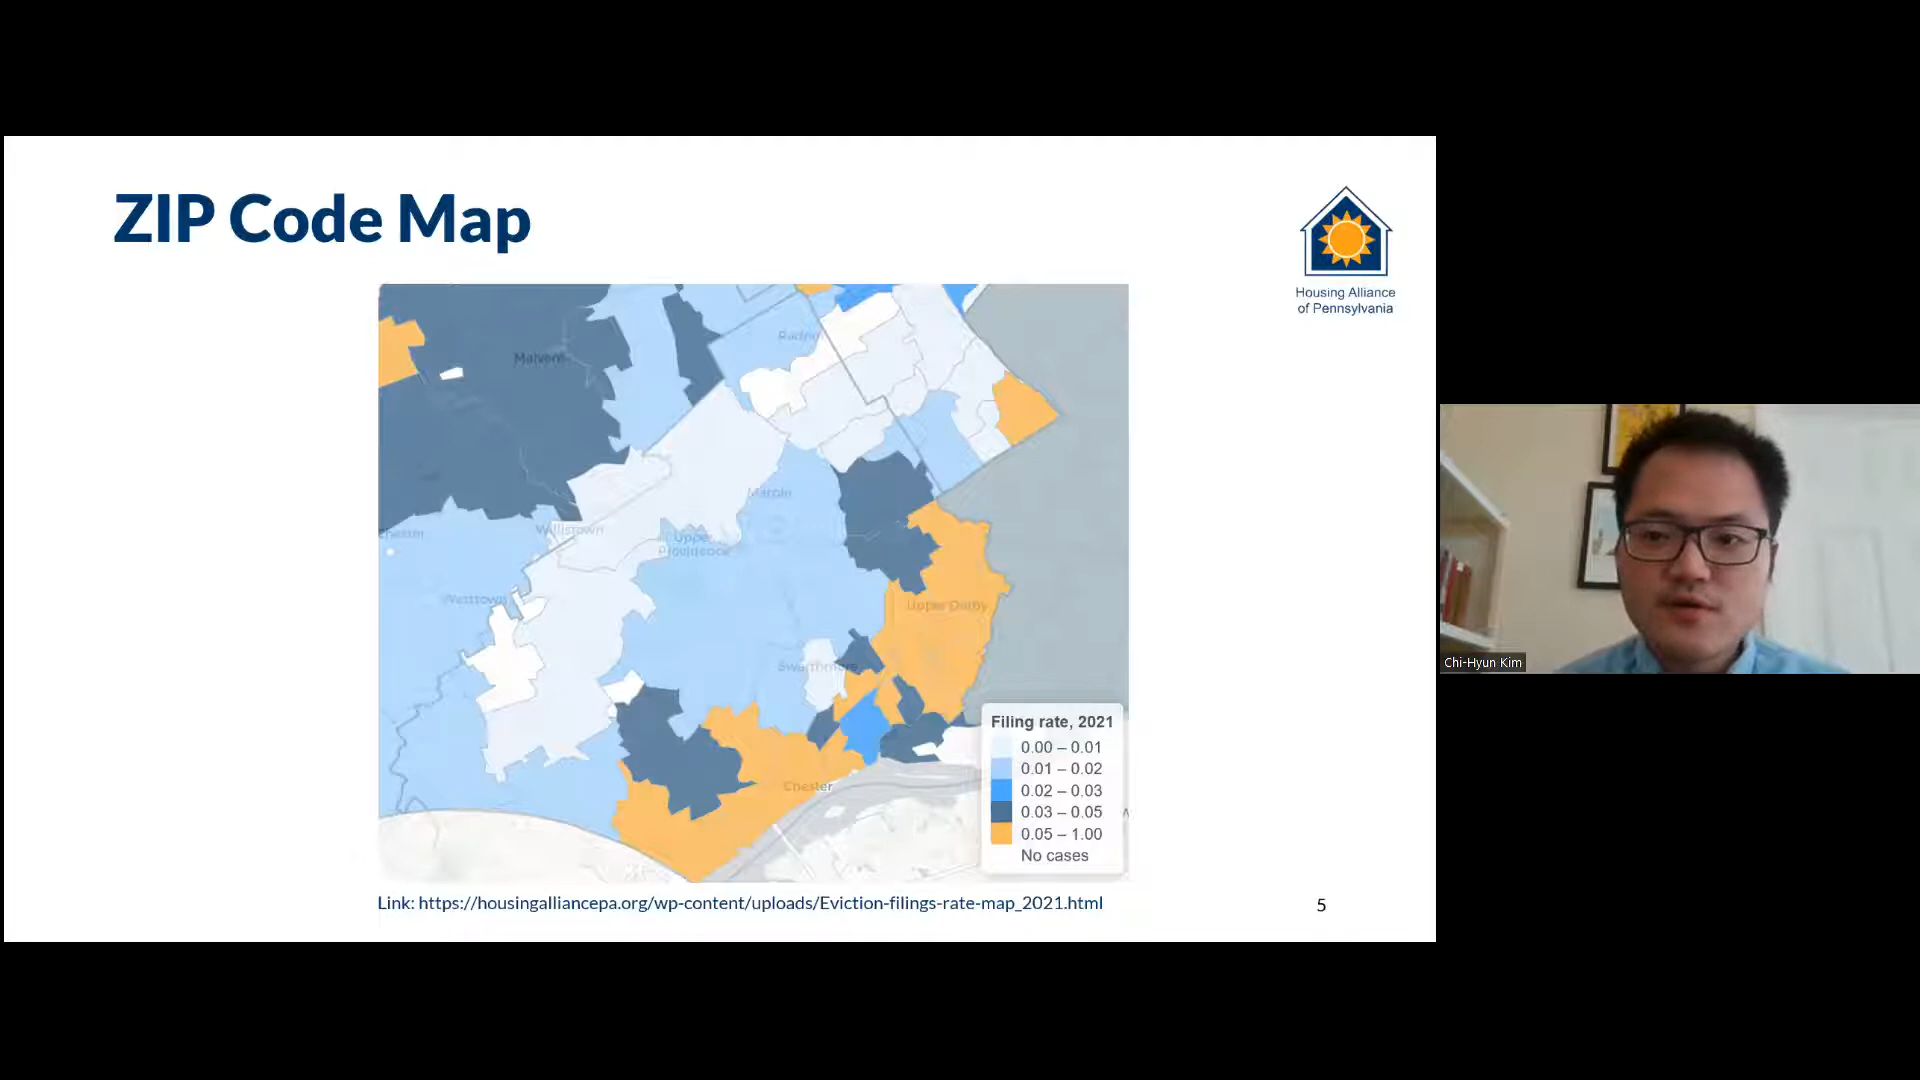 ZIP Code Map
Housing Alliance
of Pennsylvania
Radnor
Malvern
Marple
Willistown
Upper
Providence
Westtown
Upper Darby
Swarthmore
Chester
Filing rate, 2021
0.00 – 0.01
0.01 – 0.02
0.02 – 0.03
0.03 – 0.05
0.05 – 1.00
No cases
Link: https://housingalliancepa.org/wp-content/uploads/Eviction-filings-rate-map_2021.html
5
Chi-Hyun Kim